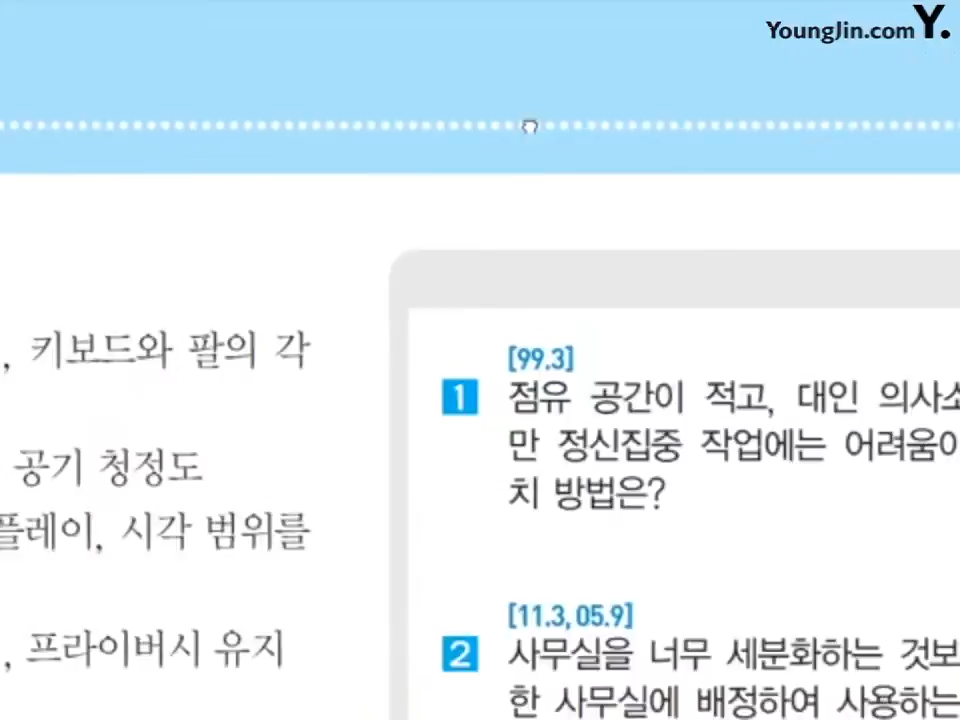 YoungJin.com Y.
, 키보드와 팔의 각
공기 청정도
플레이, 시각 범위를
, 프라이버시 유지
[99.3]
1 점유 공간이 적고, 대인 의사소
만 정신집중 작업에는 어려움이
치 방법은?
[11.3, 05.9]
2 사무실을 너무 세분화하는 것보
한 사무실에 배정하여 사용하는